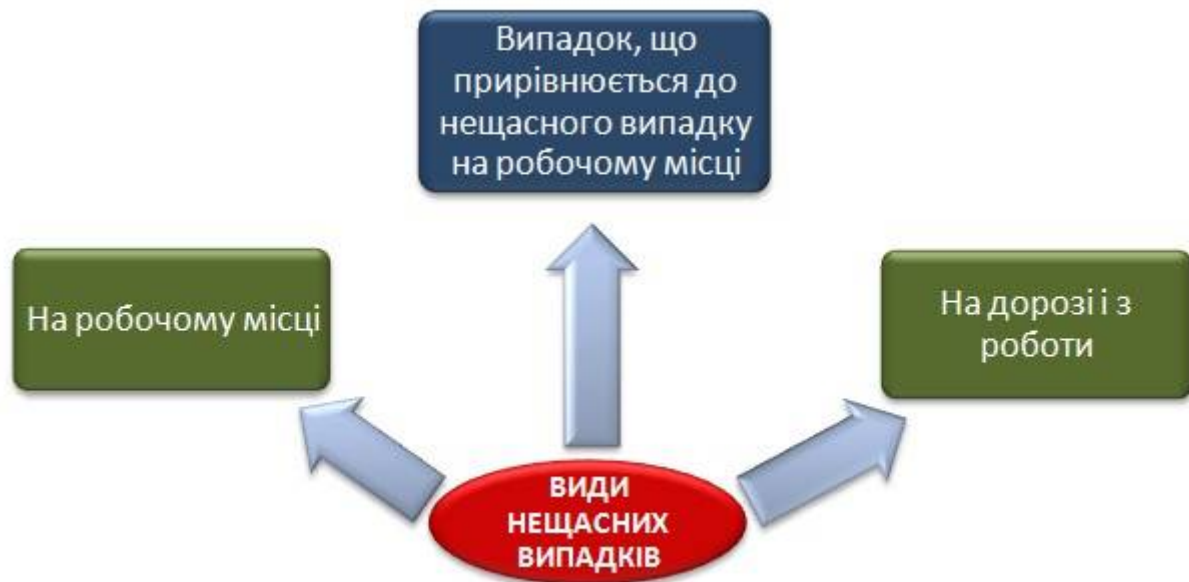 Випадок, що
прирівнюється до
нещасного випадку
на робочому місці
На робочому місці
На дорозі і з
роботи
ВИДИ
НЕЩАСНИХ
ВИПАДКІВ